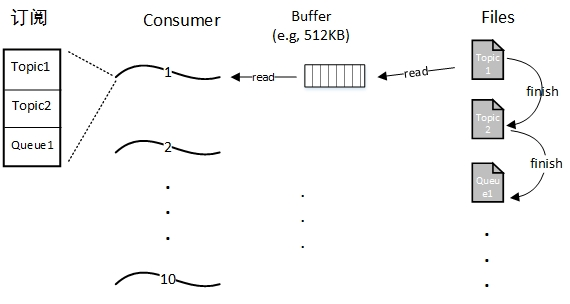 订阅
Consumer
Buffer
(e.g, 512KB)
Files
Topic1
Topic2
Queue1
1
read
read
Topic
1
finish
Topic
2
2
finish
Queu
e1
10